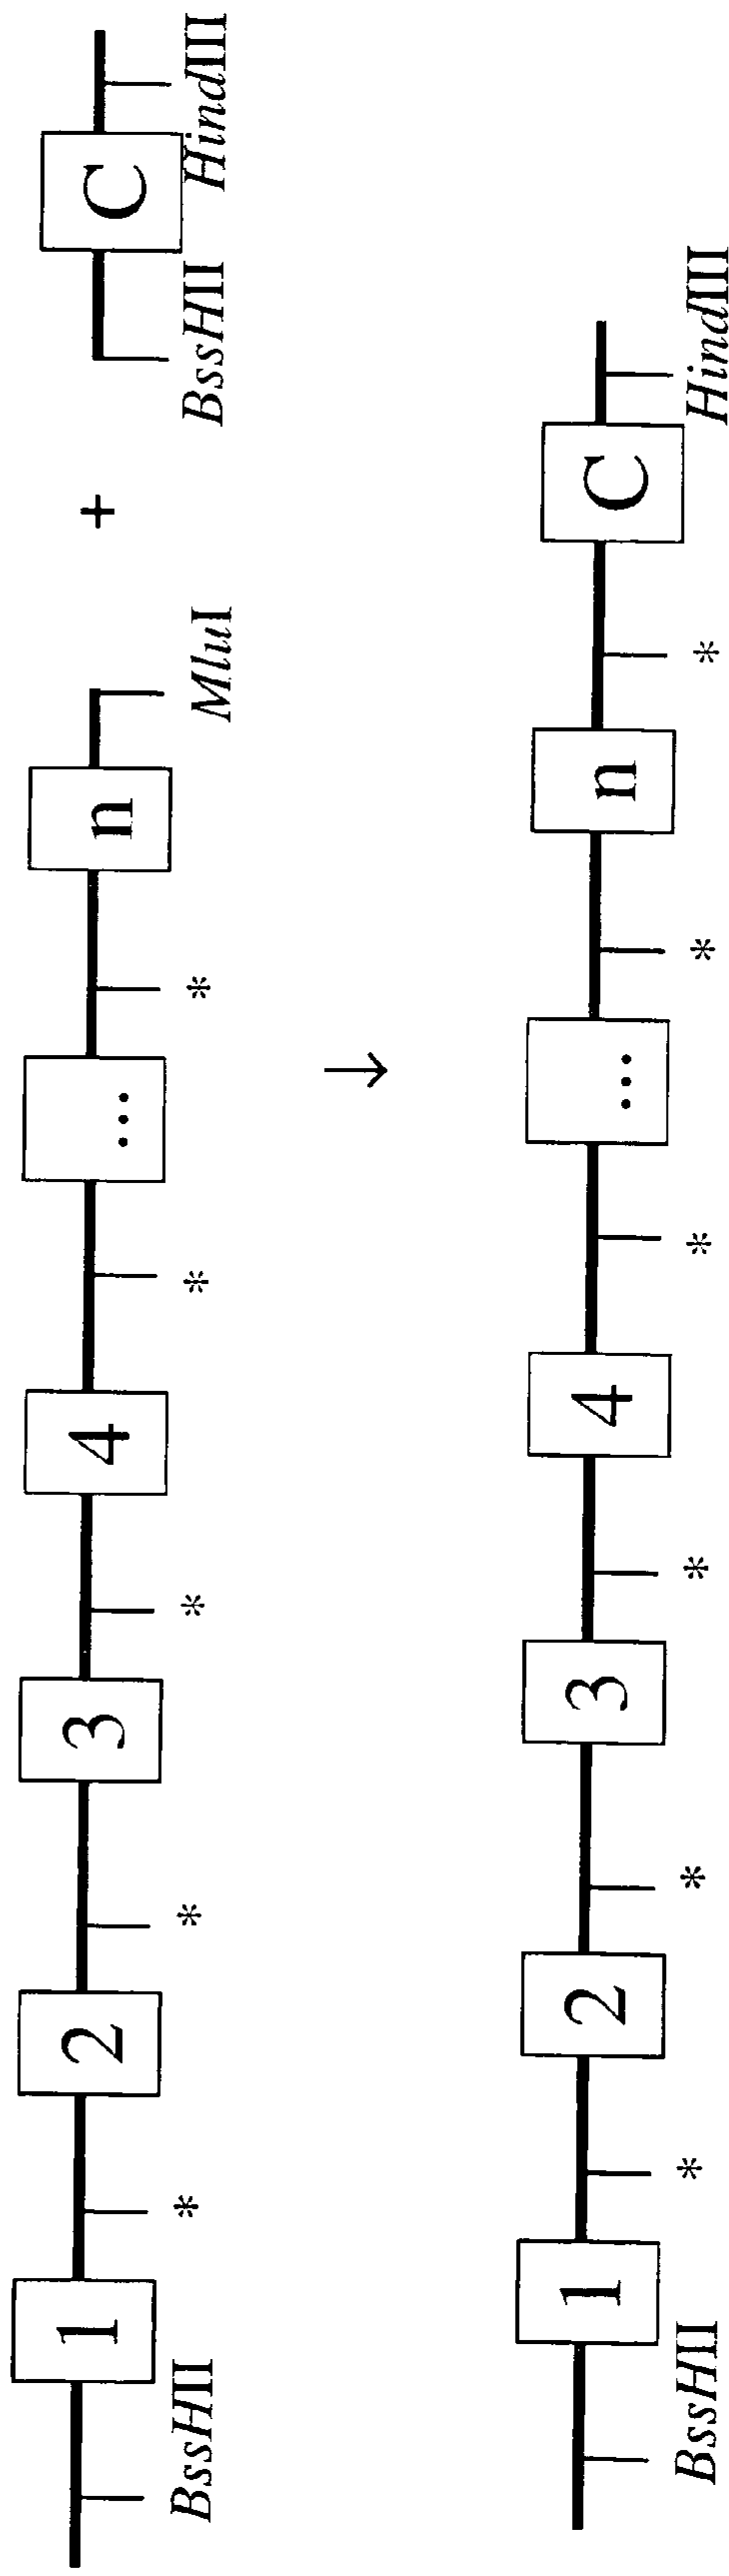 1 2 3 4 ... n + C
BssHII * * * * * MluI BssHII HindIII
↓
1 2 3 4 ... n C
BssHII * * * * * * HindIII